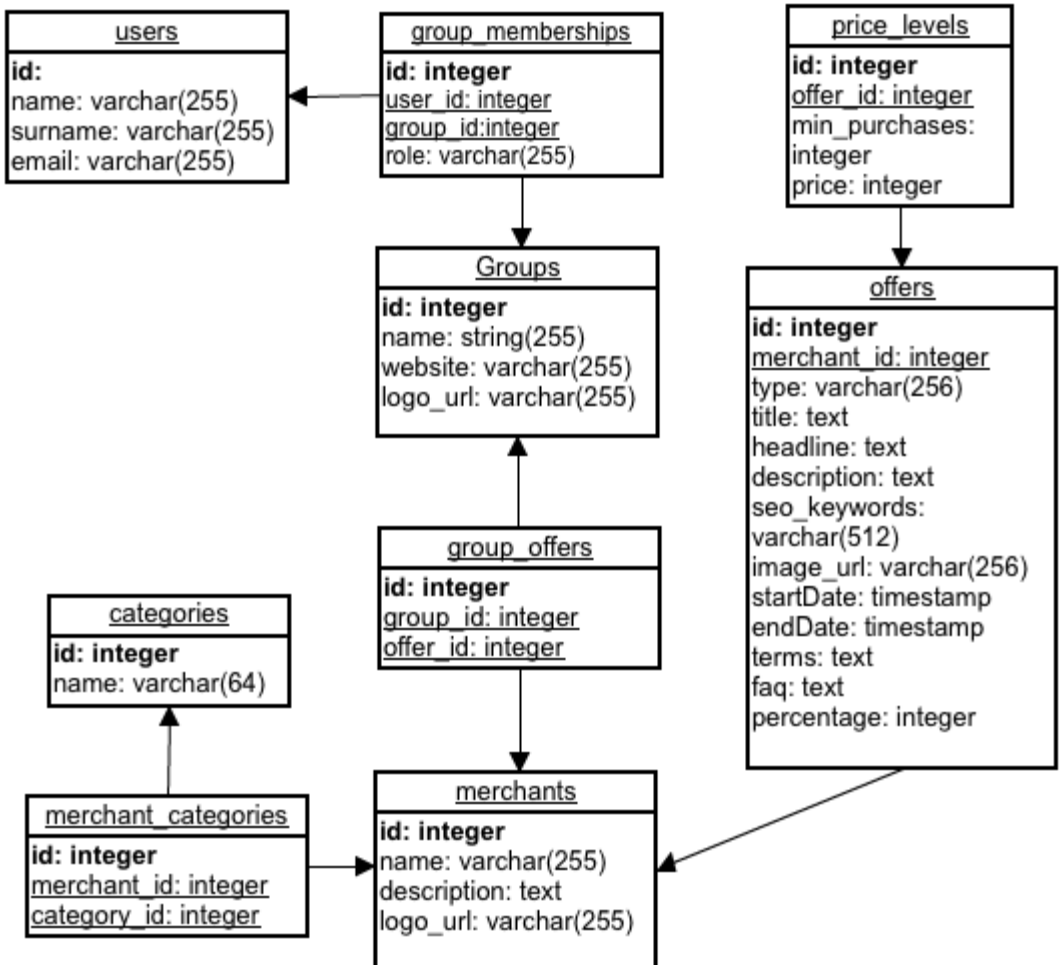 users
id:
name: varchar(255)
surname: varchar(255)
email: varchar(255)
group_memberships
id: integer
user_id: integer
group_id:integer
role: varchar(255)
price_levels
id: integer
offer_id: integer
min_purchases:
integer
price: integer
Groups
id: integer
name: string(255)
website: varchar(255)
logo_url: varchar(255)
offers
id: integer
merchant_id: integer
type: varchar(256)
title: text
headline: text
description: text
seo_keywords:
varchar(512)
image_url: varchar(256)
startDate: timestamp
endDate: timestamp
terms: text
faq: text
percentage: integer
group_offers
id: integer
group_id: integer
offer_id: integer
categories
id: integer
name: varchar(64)
merchant_categories
id: integer
merchant_id: integer
category_id: integer
merchants
id: integer
name: varchar(255)
description: text
logo_url: varchar(255)